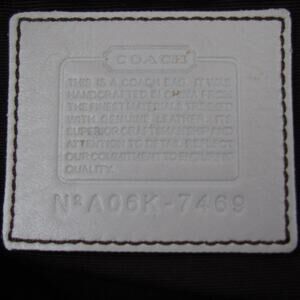 COACH
THIS IS A COACH BAG. IT WAS
HANDCRAFTED IN CHINA FROM
THE FINEST MATERIALS TRIMMED
WITH GENUINE LEATHER. ITS
SUPERIOR CRAFTSMANSHIP AND
ATTENTION TO DETAIL REFLECT
OUR COMMITMENT TO ENDURING
QUALITY.
Nº A06K-7469